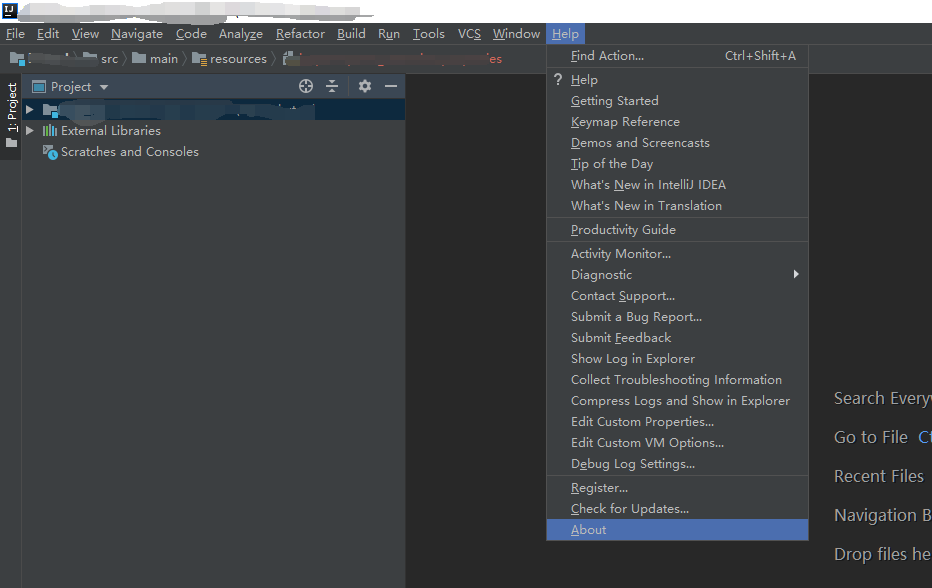 IJ
File Edit View Navigate Code Analyze Refactor Build Run Tools VCS Window Help
src main resources
1: Project
Project
External Libraries
Scratches and Consoles
Find Action... Ctrl+Shift+A
? Help
Getting Started
Keymap Reference
Demos and Screencasts
Tip of the Day
What's New in IntelliJ IDEA
What's New in Translation
Productivity Guide
Activity Monitor...
Diagnostic
Contact Support...
Submit a Bug Report...
Submit Feedback
Show Log in Explorer
Collect Troubleshooting Information
Compress Logs and Show in Explorer
Edit Custom Properties...
Edit Custom VM Options...
Debug Log Settings...
Register...
Check for Updates...
About
Search Everyw
Go to File Ct
Recent Files
Navigation B
Drop files he